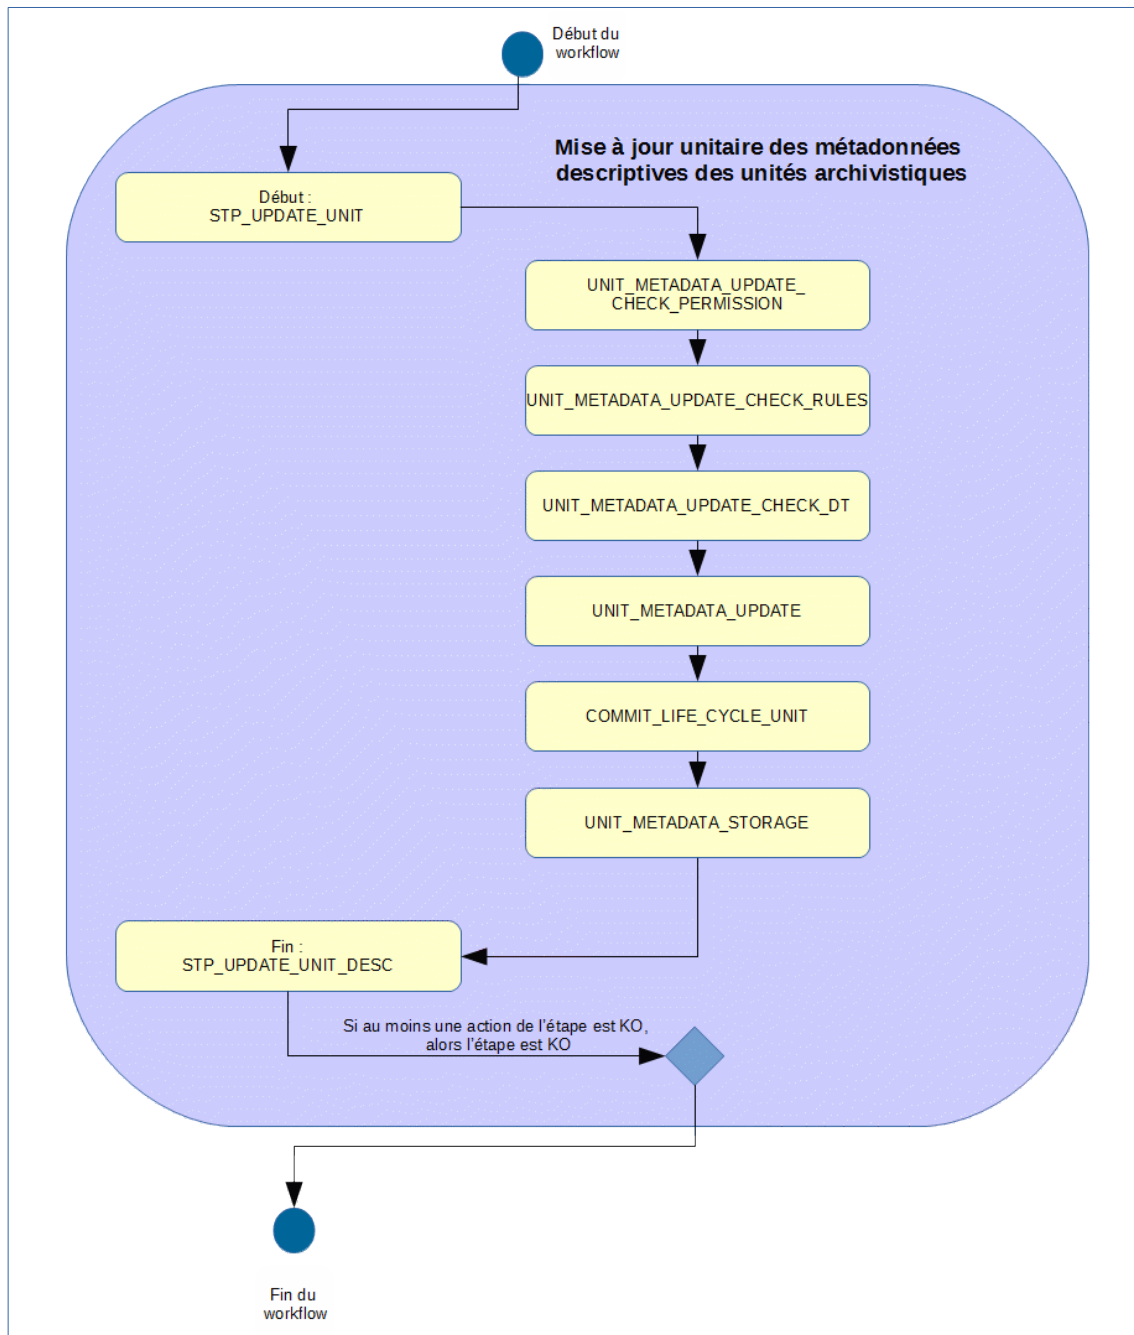 Début du
workflow
Mise à jour unitaire des métadonnées
descriptives des unités archivistiques
Début :
STP_UPDATE_UNIT
UNIT_METADATA_UPDATE_
CHECK_PERMISSION
UNIT_METADATA_UPDATE_CHECK_RULES
UNIT_METADATA_UPDATE_CHECK_DT
UNIT_METADATA_UPDATE
COMMIT_LIFE_CYCLE_UNIT
UNIT_METADATA_STORAGE
Fin :
STP_UPDATE_UNIT_DESC
Si au moins une action de l’étape est KO,
alors l’étape est KO
Fin du
workflow